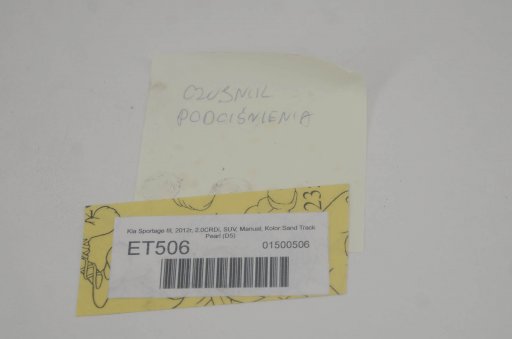 CZUJNIK
PODCIŚNIENIA
Kia Sportage III, 2012r, 2.0CRDi, SUV, Manual, Kolor Sand Track
Pearl (D5)
ET506 01500506
23